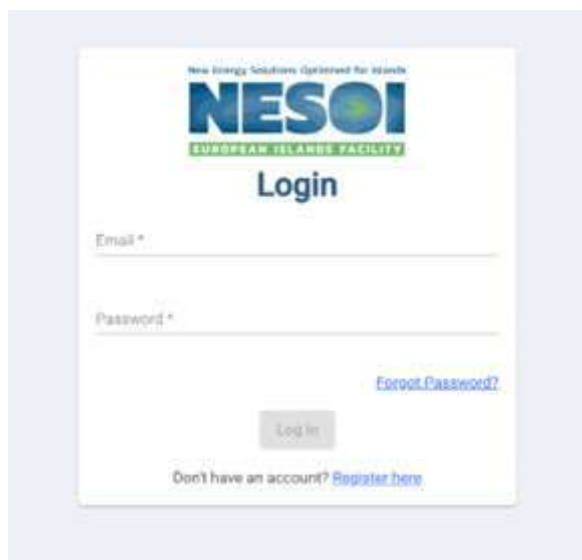 New Energy Solutions Optimised for Islands
NESOI
EUROPEAN ISLANDS FACILITY
Login
Email *
Password *
Forgot Password?
Log in
Don't have an account? Register here